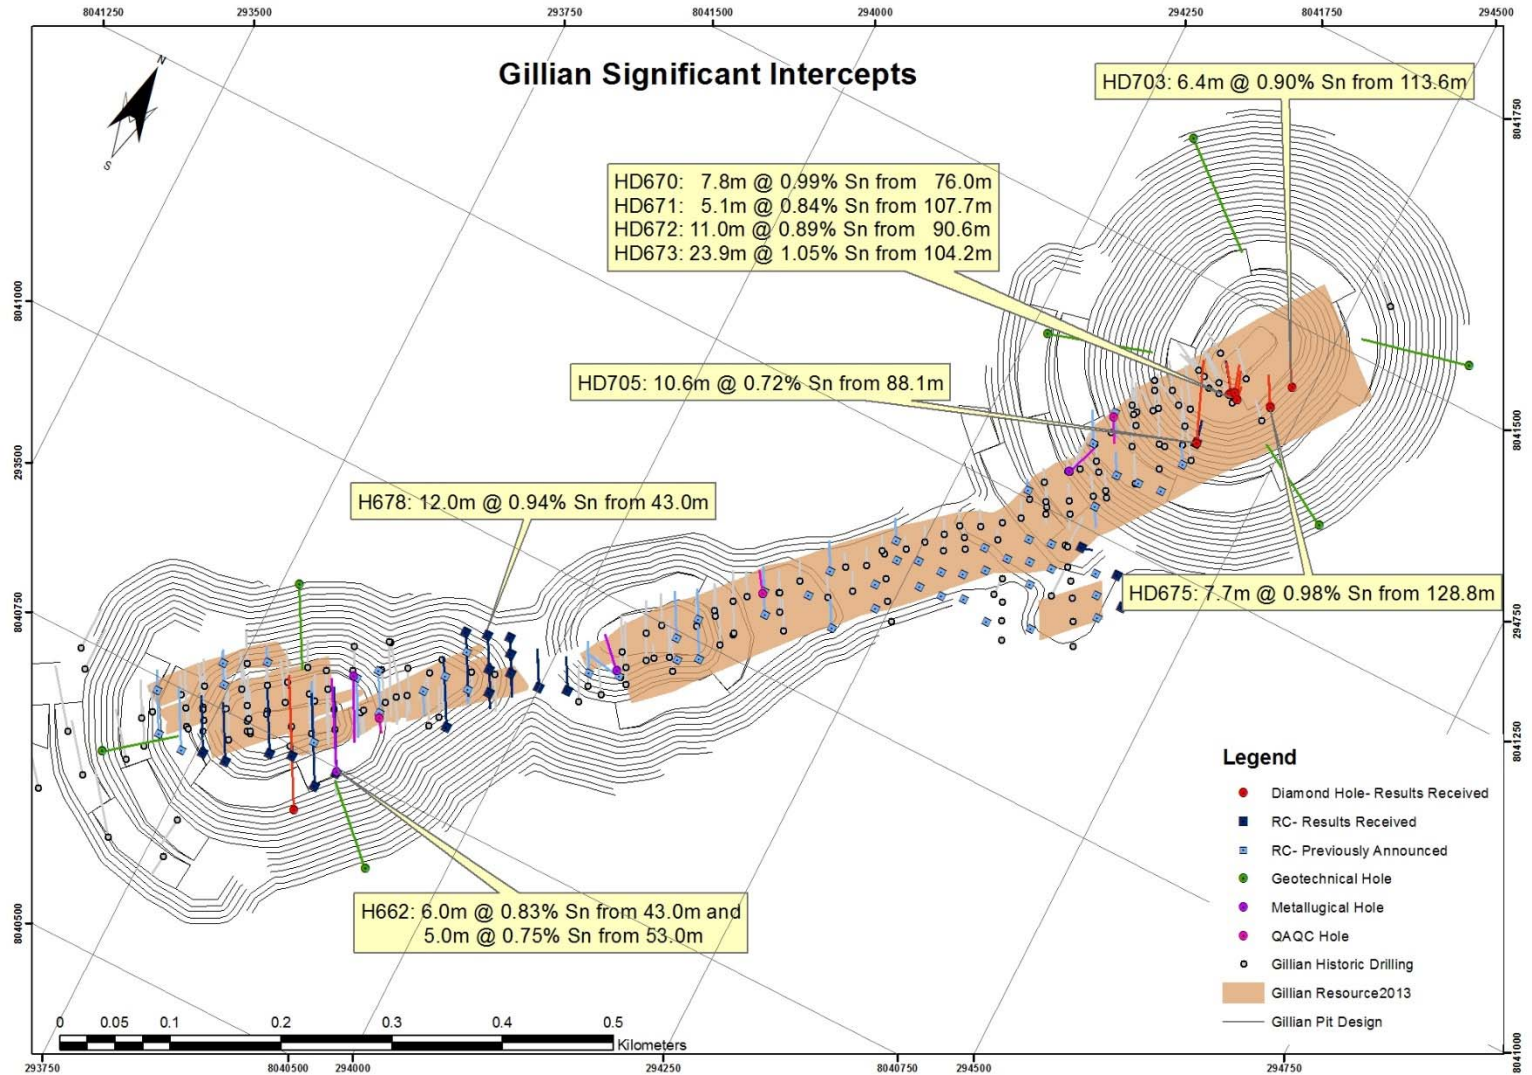 8041250
293500
293750
8041500
294000
294250
8041750
294500
N
S
Gillian Significant Intercepts
HD703: 6.4m @ 0.90% Sn from 113.6m
8041750
HD670: 7.8m @ 0.99% Sn from 76.0m
HD671: 5.1m @ 0.84% Sn from 107.7m
HD672: 11.0m @ 0.89% Sn from 90.6m
HD673: 23.9m @ 1.05% Sn from 104.2m
8041000
HD705: 10.6m @ 0.72% Sn from 88.1m
8041500
293500
H678: 12.0m @ 0.94% Sn from 43.0m
HD675: 7.7m @ 0.98% Sn from 128.8m
8040750
294750
8041250
H662: 6.0m @ 0.83% Sn from 43.0m and
5.0m @ 0.75% Sn from 53.0m
8040500
Legend
Diamond Hole- Results Received
RC- Results Received
RC- Previously Announced
Geotechnical Hole
Metallugical Hole
QAQC Hole
Gillian Historic Drilling
Gillian Resource2013
Gillian Pit Design
0 0.05 0.1 0.2 0.3 0.4 0.5
Kilometers
8041000
293750
8040500
294000
294250
8040750
294500
294750